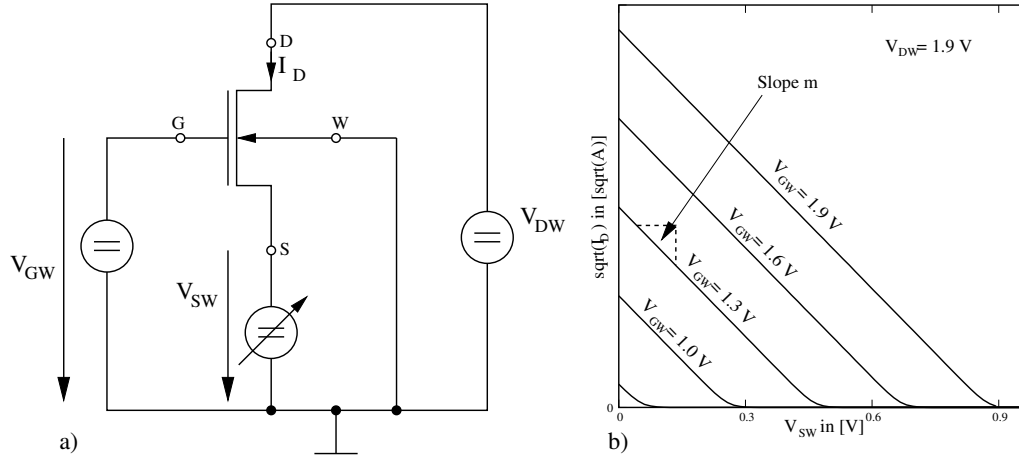 D
I D
G
W
S
V GW
V SW
V DW
a)
V DW = 1.9 V
Slope m
sqrt(I_D) in [sqrt(A)]
V GW = 1.9 V
V GW = 1.6 V
V GW = 1.3 V
V GW = 1.0 V
0
0 0.3 0.6 0.9
V SW in [V]
b)